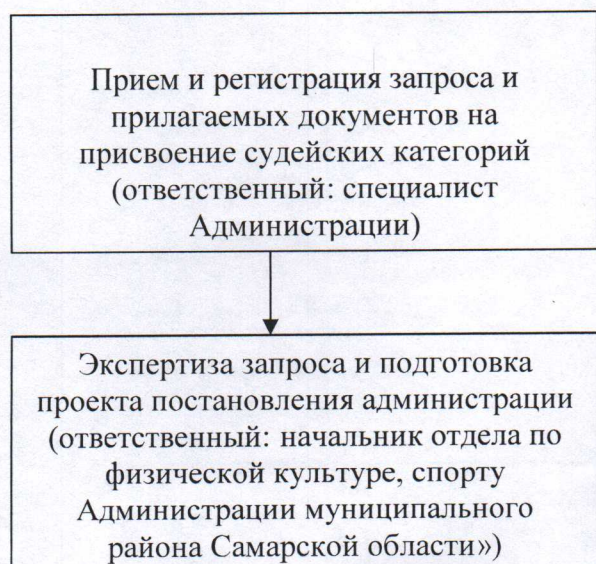 Прием и регистрация запроса и
прилагаемых документов на
присвоение судейских категорий
(ответственный: специалист
Администрации)
Экспертиза запроса и подготовка
проекта постановления администрации
(ответственный: начальник отдела по
физической культуре, спорту
Администрации муниципального
района Самарской области»)